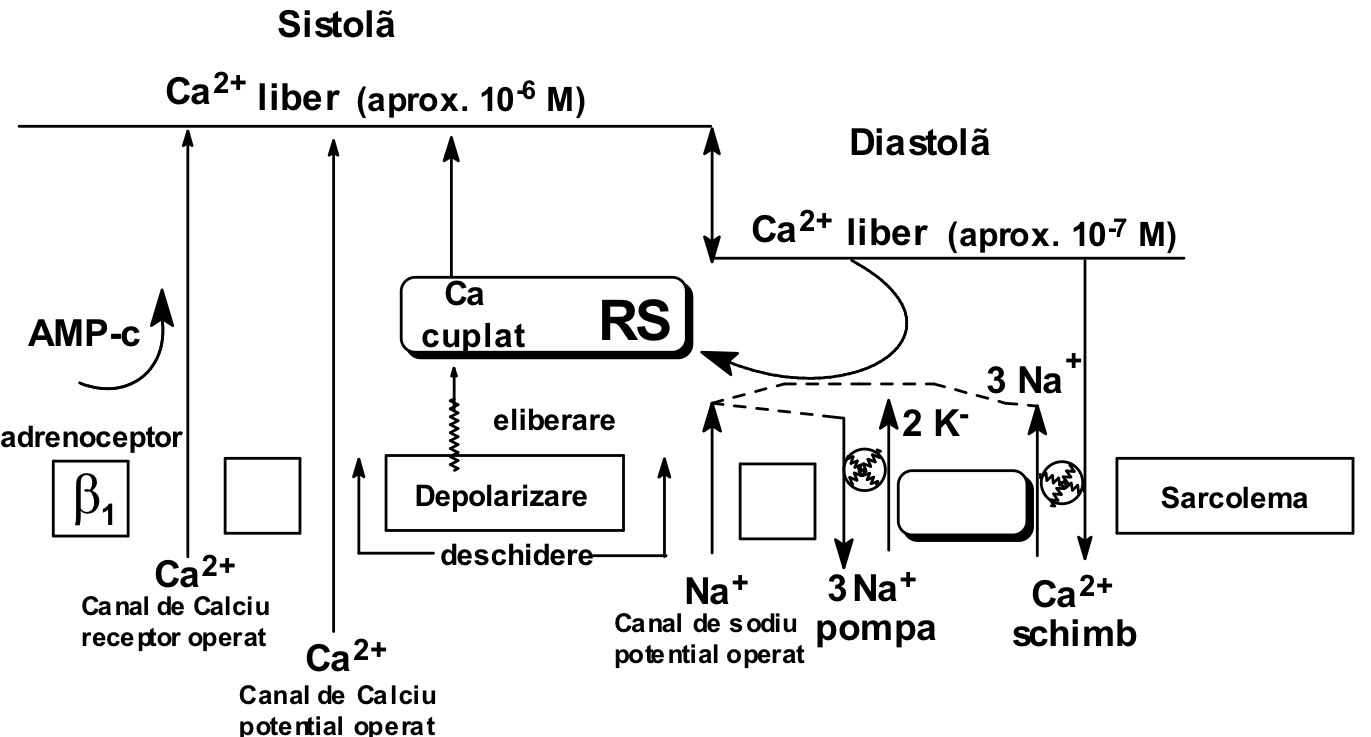 Sistolã
Ca2+ liber (aprox. 10-6 M)
Diastolã
Ca2+ liber (aprox. 10-7 M)
Ca
cuplat
RS
AMP-c
3 Na+
eliberare
2 K-
adrenoceptor
β1
Depolarizare
Sarcolema
deschidere
Ca2+
Canal de Calciu
receptor operat
Na+
Canal de sodiu
potential operat
3Na+
pompa
Ca2+
schimb
Ca2+
Canal de Calciu
potential operat